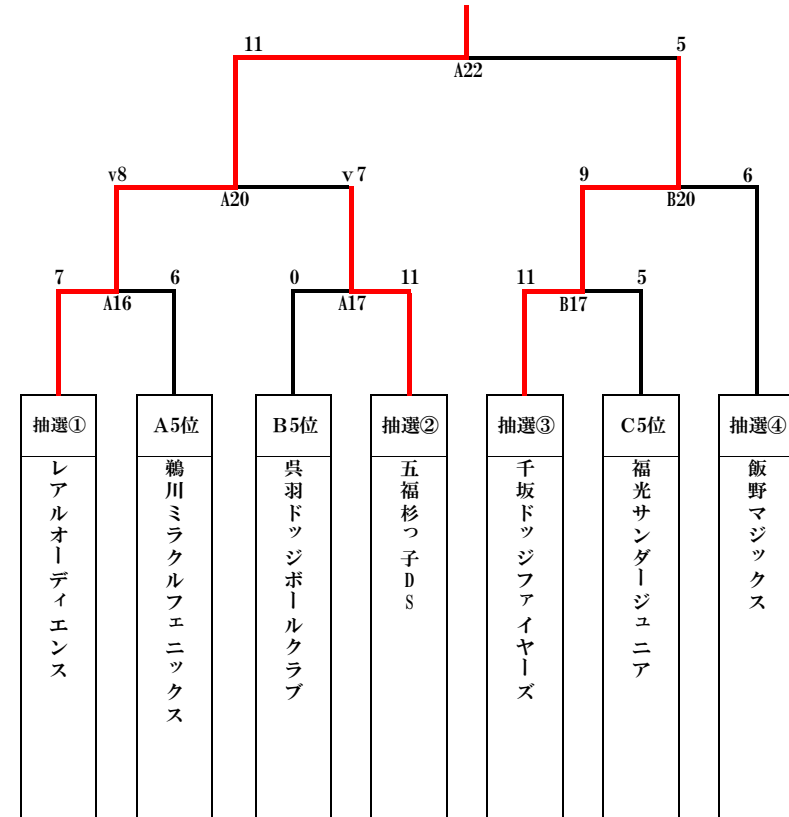 11
5
A22
v8
v 7
9
6
A20
B20
7
6
0
11
11
5
A16
A17
B17
抽選①
A5位
B5位
抽選②
抽選③
C5位
抽選④
レアルオーディエンス
鵜川ミラクルフェニックス
呉羽ドッジボールクラブ
五福杉っ子DS
千坂ドッジファイヤーズ
福光サンダージュニア
飯野マジックス